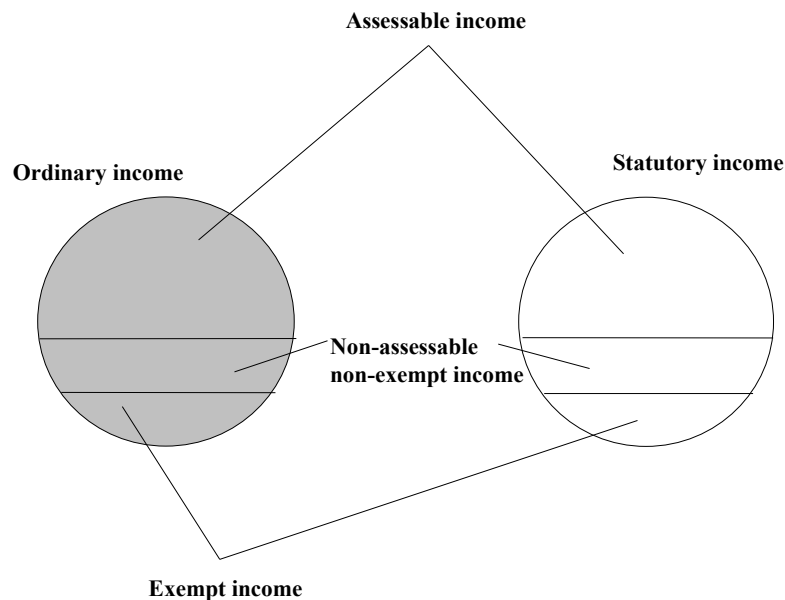 Assessable income
Ordinary income
Statutory income
Non-assessable
non-exempt income
Exempt income